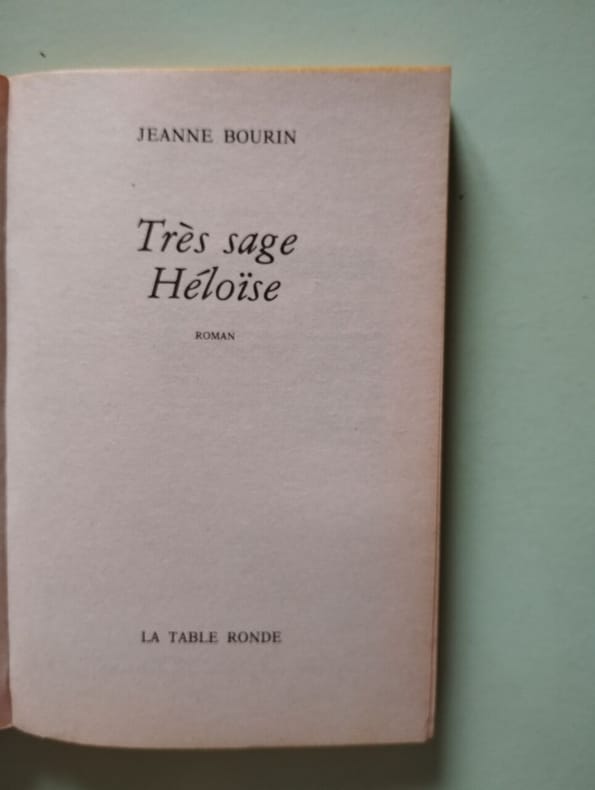 JEANNE BOURIN
Très sage
Héloïse
ROMAN
LA TABLE RONDE